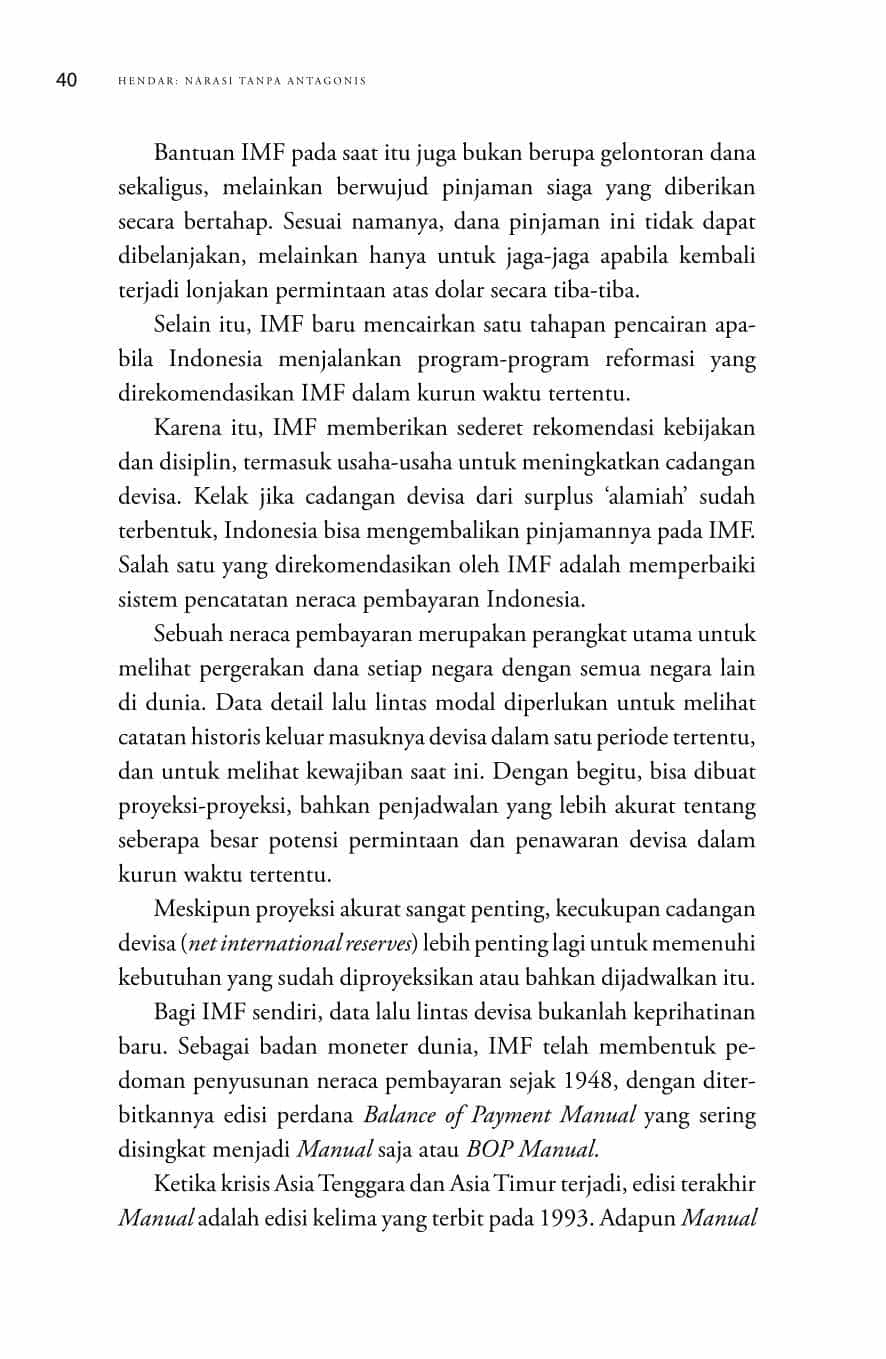 40 HENDAR: NARASI TANPA ANTAGONIS
Bantuan IMF pada saat itu juga bukan berupa gelontoran dana
sekaligus, melainkan berwujud pinjaman siaga yang diberikan
secara bertahap. Sesuai namanya, dana pinjaman ini tidak dapat
dibelanjakan, melainkan hanya untuk jaga-jaga apabila kembali
terjadi lonjakan permintaan atas dolar secara tiba-tiba.
Selain itu, IMF baru mencairkan satu tahapan pencairan apa-
bila Indonesia menjalankan program-program reformasi yang
direkomendasikan IMF dalam kurun waktu tertentu.
Karena itu, IMF memberikan sederet rekomendasi kebijakan
dan disiplin, termasuk usaha-usaha untuk meningkatkan cadangan
devisa. Kelak jika cadangan devisa dari surplus ‘alamiah’ sudah
terbentuk, Indonesia bisa mengembalikan pinjamannya pada IMF.
Salah satu yang direkomendasikan oleh IMF adalah memperbaiki
sistem pencatatan neraca pembayaran Indonesia.
Sebuah neraca pembayaran merupakan perangkat utama untuk
melihat pergerakan dana setiap negara dengan semua negara lain
di dunia. Data detail lalu lintas modal diperlukan untuk melihat
catatan historis keluar masuknya devisa dalam satu periode tertentu,
dan untuk melihat kewajiban saat ini. Dengan begitu, bisa dibuat
proyeksi-proyeksi, bahkan penjadwalan yang lebih akurat tentang
seberapa besar potensi permintaan dan penawaran devisa dalam
kurun waktu tertentu.
Meskipun proyeksi akurat sangat penting, kecukupan cadangan
devisa (net international reserves) lebih penting lagi untuk memenuhi
kebutuhan yang sudah diproyeksikan atau bahkan dijadwalkan itu.
Bagi IMF sendiri, data lalu lintas devisa bukanlah keprihatinan
baru. Sebagai badan moneter dunia, IMF telah membentuk pe-
doman penyusunan neraca pembayaran sejak 1948, dengan diter-
bitkannya edisi perdana Balance of Payment Manual yang sering
disingkat menjadi Manual saja atau BOP Manual.
Ketika krisis Asia Tenggara dan Asia Timur terjadi, edisi terakhir
Manual adalah edisi kelima yang terbit pada 1993. Adapun Manual